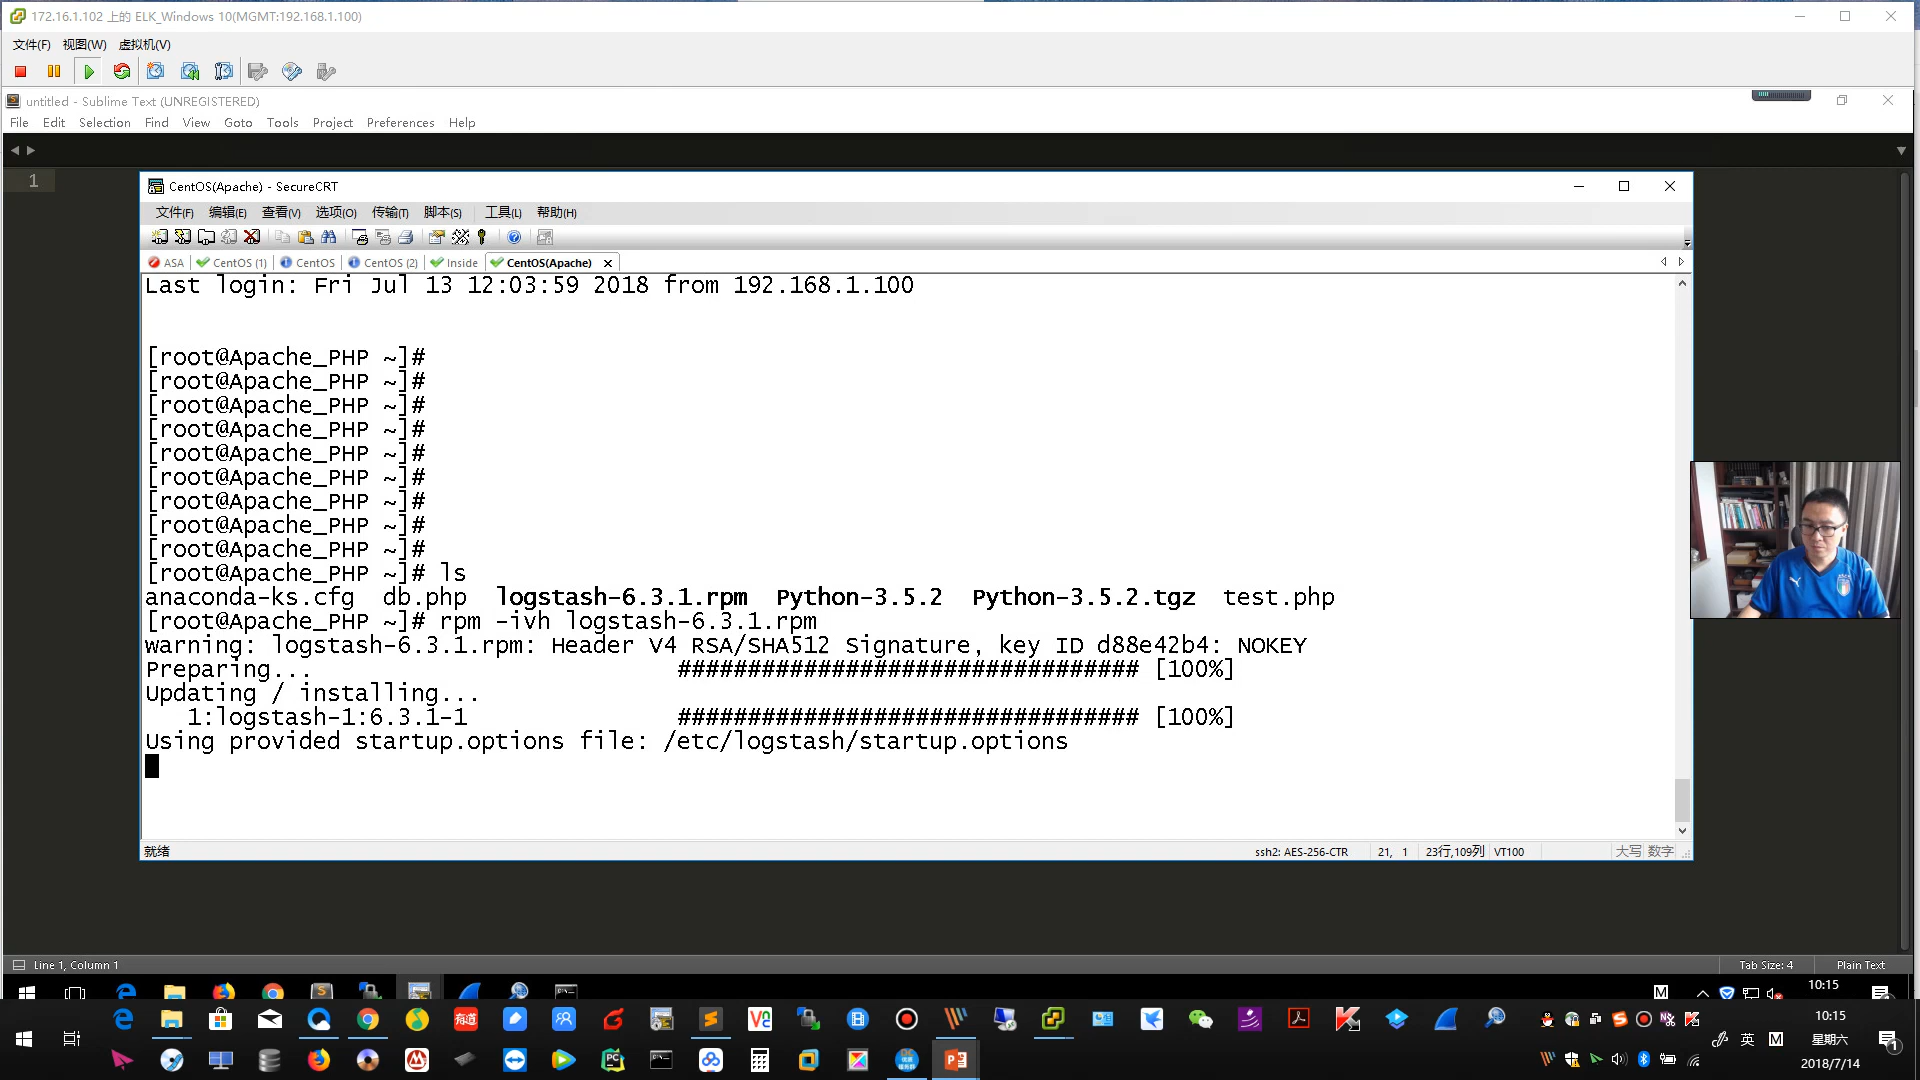 172.16.1.102 上的 ELK_Windows 10(MGMT:192.168.1.100)
文件(F) 视图(W) 虚拟机(V)
untitled - Sublime Text (UNREGISTERED)
File Edit Selection Find View Goto Tools Project Preferences Help
1
CentOS(Apache) - SecureCRT
文件(F) 编辑(E) 查看(V) 选项(O) 传输(T) 脚本(S) 工具(L) 帮助(H)
ASA CentOS (1) CentOS CentOS (2) Inside CentOS(Apache)
Last login: Fri Jul 13 12:03:59 2018 from 192.168.1.100
[root@Apache_PHP ~]#
[root@Apache_PHP ~]#
[root@Apache_PHP ~]#
[root@Apache_PHP ~]#
[root@Apache_PHP ~]#
[root@Apache_PHP ~]#
[root@Apache_PHP ~]#
[root@Apache_PHP ~]#
[root@Apache_PHP ~]#
[root@Apache_PHP ~]# ls
anaconda-ks.cfg db.php logstash-6.3.1.rpm Python-3.5.2 Python-3.5.2.tgz test.php
[root@Apache_PHP ~]# rpm -ivh logstash-6.3.1.rpm
warning: logstash-6.3.1.rpm: Header V4 RSA/SHA512 Signature, key ID d88e42b4: NOKEY
Preparing... ################################# [100%]
Updating / installing...
1:logstash-1:6.3.1-1 ################################# [100%]
Using provided startup.options file: /etc/logstash/startup.options
就绪 ssh2: AES-256-CTR 21, 1 23行,109列 VT100 大写 数字
Line 1, Column 1 Tab Size: 4 Plain Text
M 10:15
有道 10:15
英 M 星期六
2018/7/14